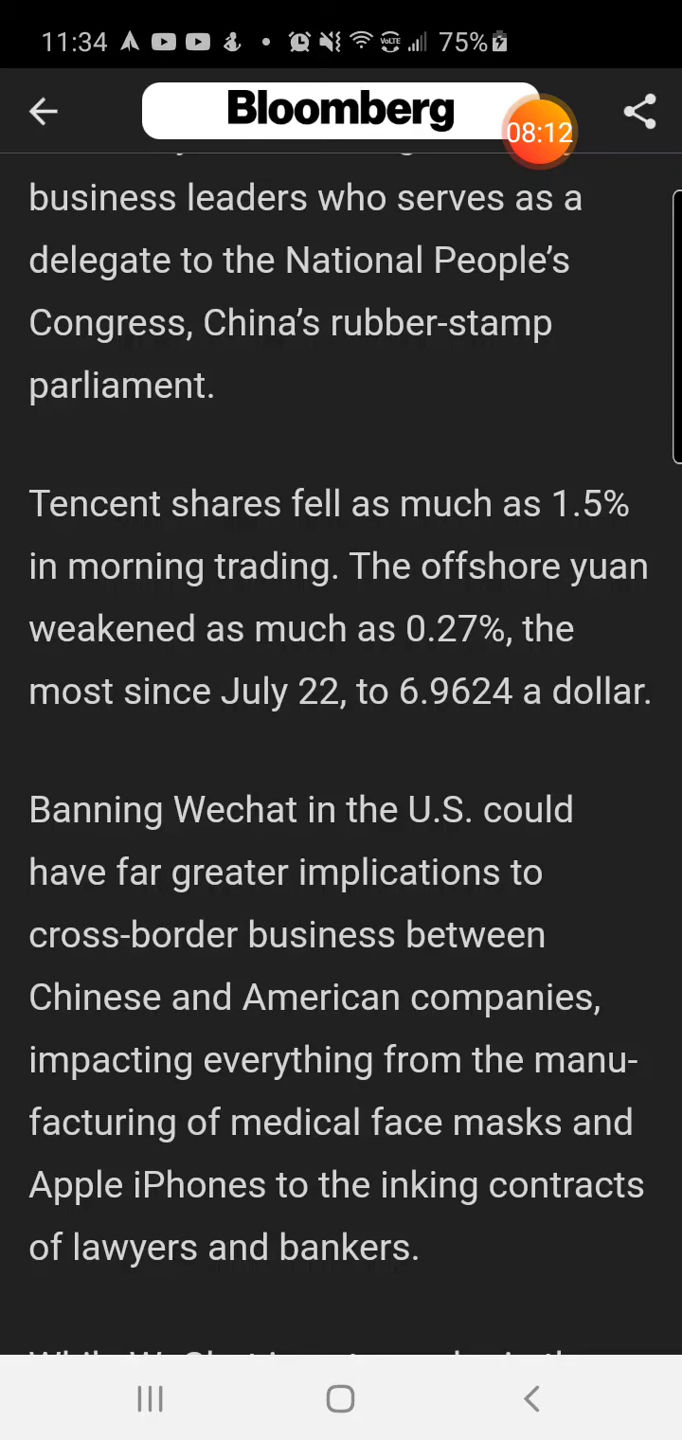 11:34
VoLTE
75%
Bloomberg
08:12
business leaders who serves as a
delegate to the National People’s
Congress, China’s rubber-stamp
parliament.
Tencent shares fell as much as 1.5%
in morning trading. The offshore yuan
weakened as much as 0.27%, the
most since July 22, to 6.9624 a dollar.
Banning Wechat in the U.S. could
have far greater implications to
cross-border business between
Chinese and American companies,
impacting everything from the manu-
facturing of medical face masks and
Apple iPhones to the inking contracts
of lawyers and bankers.